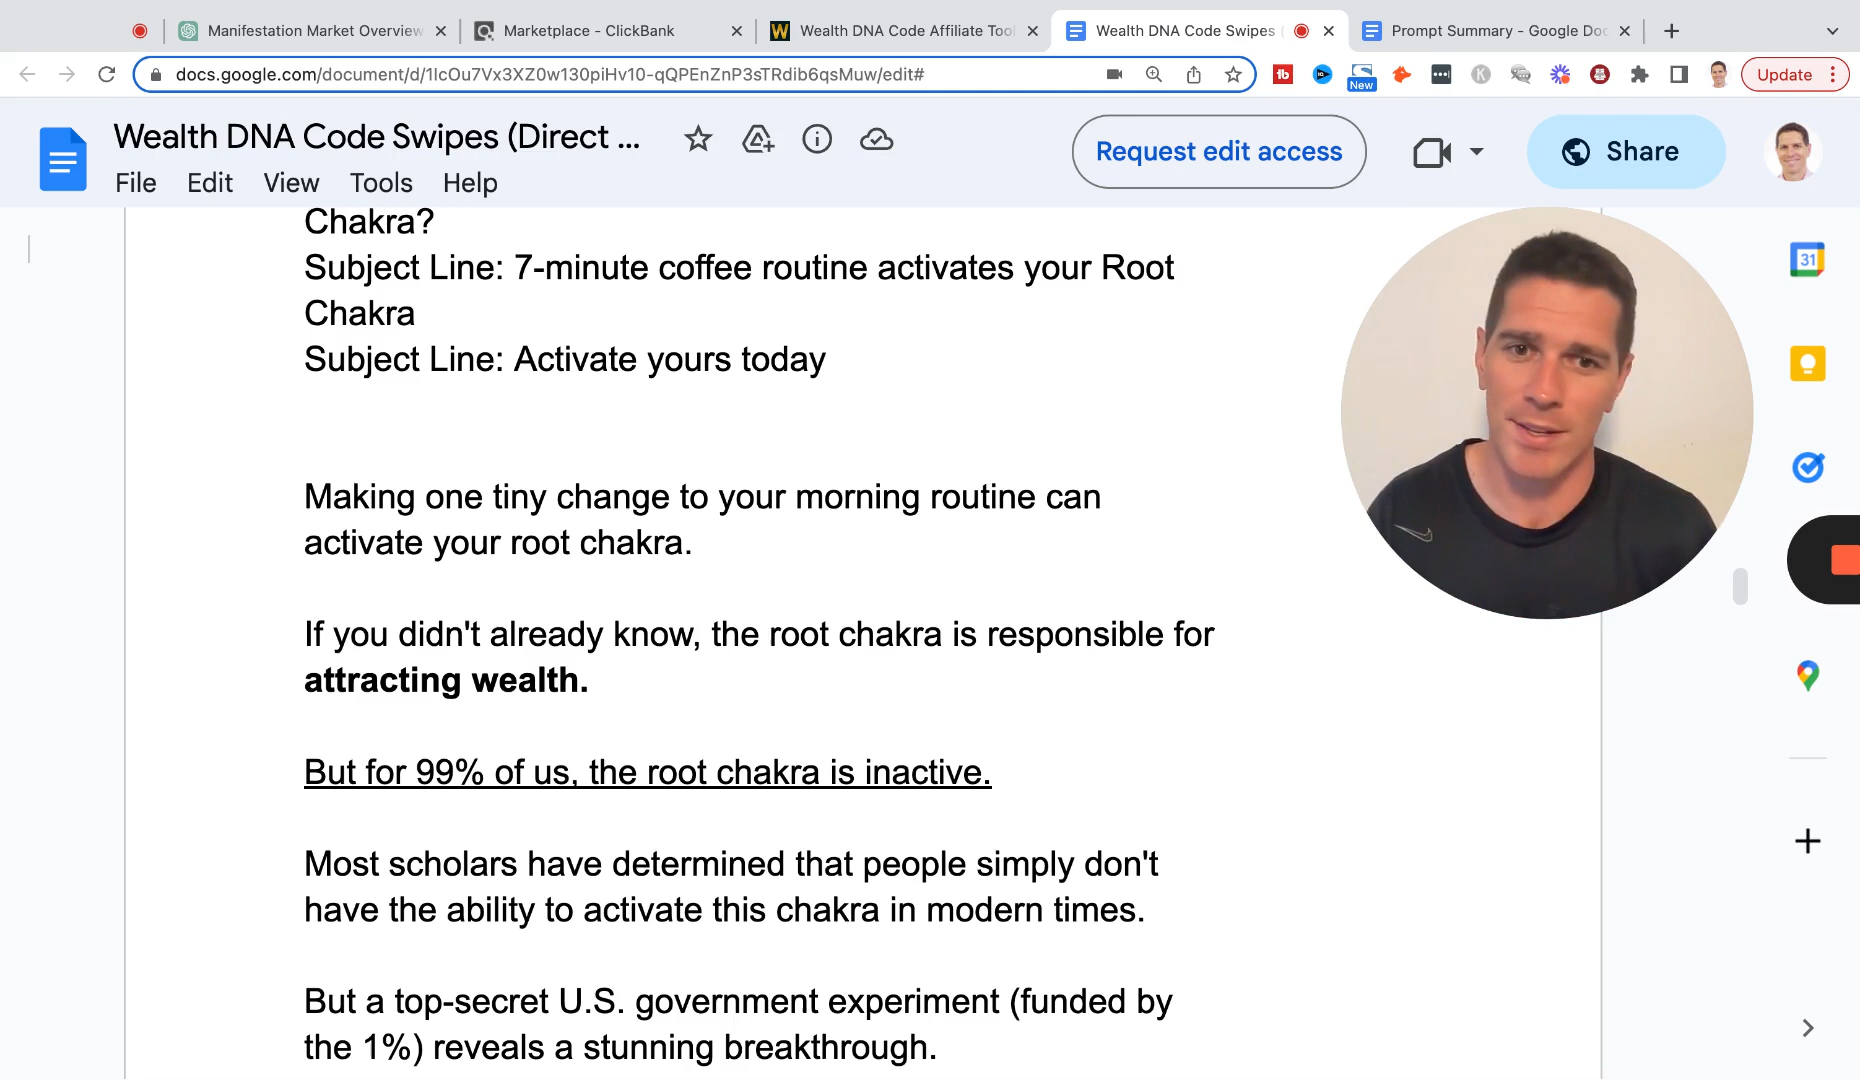 Manifestation Market Overview
Marketplace - ClickBank
Wealth DNA Code Affiliate Tool
Wealth DNA Code Swipes (
Prompt Summary - Google Doc
docs.google.com/document/d/1IcOu7Vx3XZ0w130piHv10-qQPEnZnP3sTRdib6qsMuw/edit#
New
Update
Wealth DNA Code Swipes (Direct ...
Request edit access
Share
File Edit View Tools Help
31
Chakra?
Subject Line: 7-minute coffee routine activates your Root
Chakra
Subject Line: Activate yours today
Making one tiny change to your morning routine can
activate your root chakra.
If you didn't already know, the root chakra is responsible for
attracting wealth.
But for 99% of us, the root chakra is inactive.
Most scholars have determined that people simply don't
have the ability to activate this chakra in modern times.
But a top-secret U.S. government experiment (funded by
the 1%) reveals a stunning breakthrough.